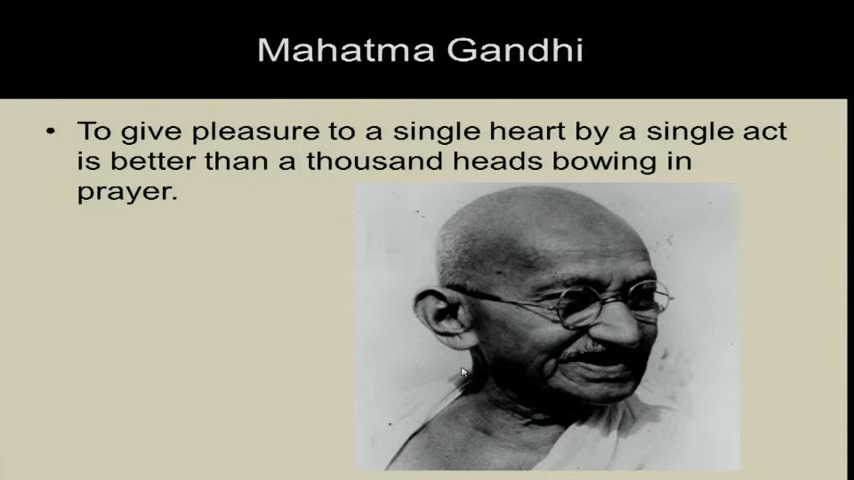 Mahatma Gandhi
• To give pleasure to a single heart by a single act
is better than a thousand heads bowing in
prayer.